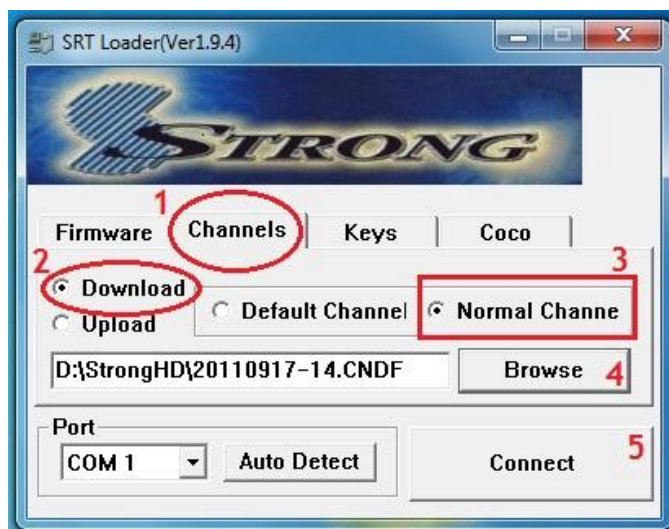 SRT Loader(Ver1.9.4)
STRONG
1
Firmware Channels Keys Coco
2 3
Download
Default Channel Normal Channe
Upload
D:\StrongHD\20110917-14.CNDF Browse 4
Port
COM 1 Auto Detect Connect 5